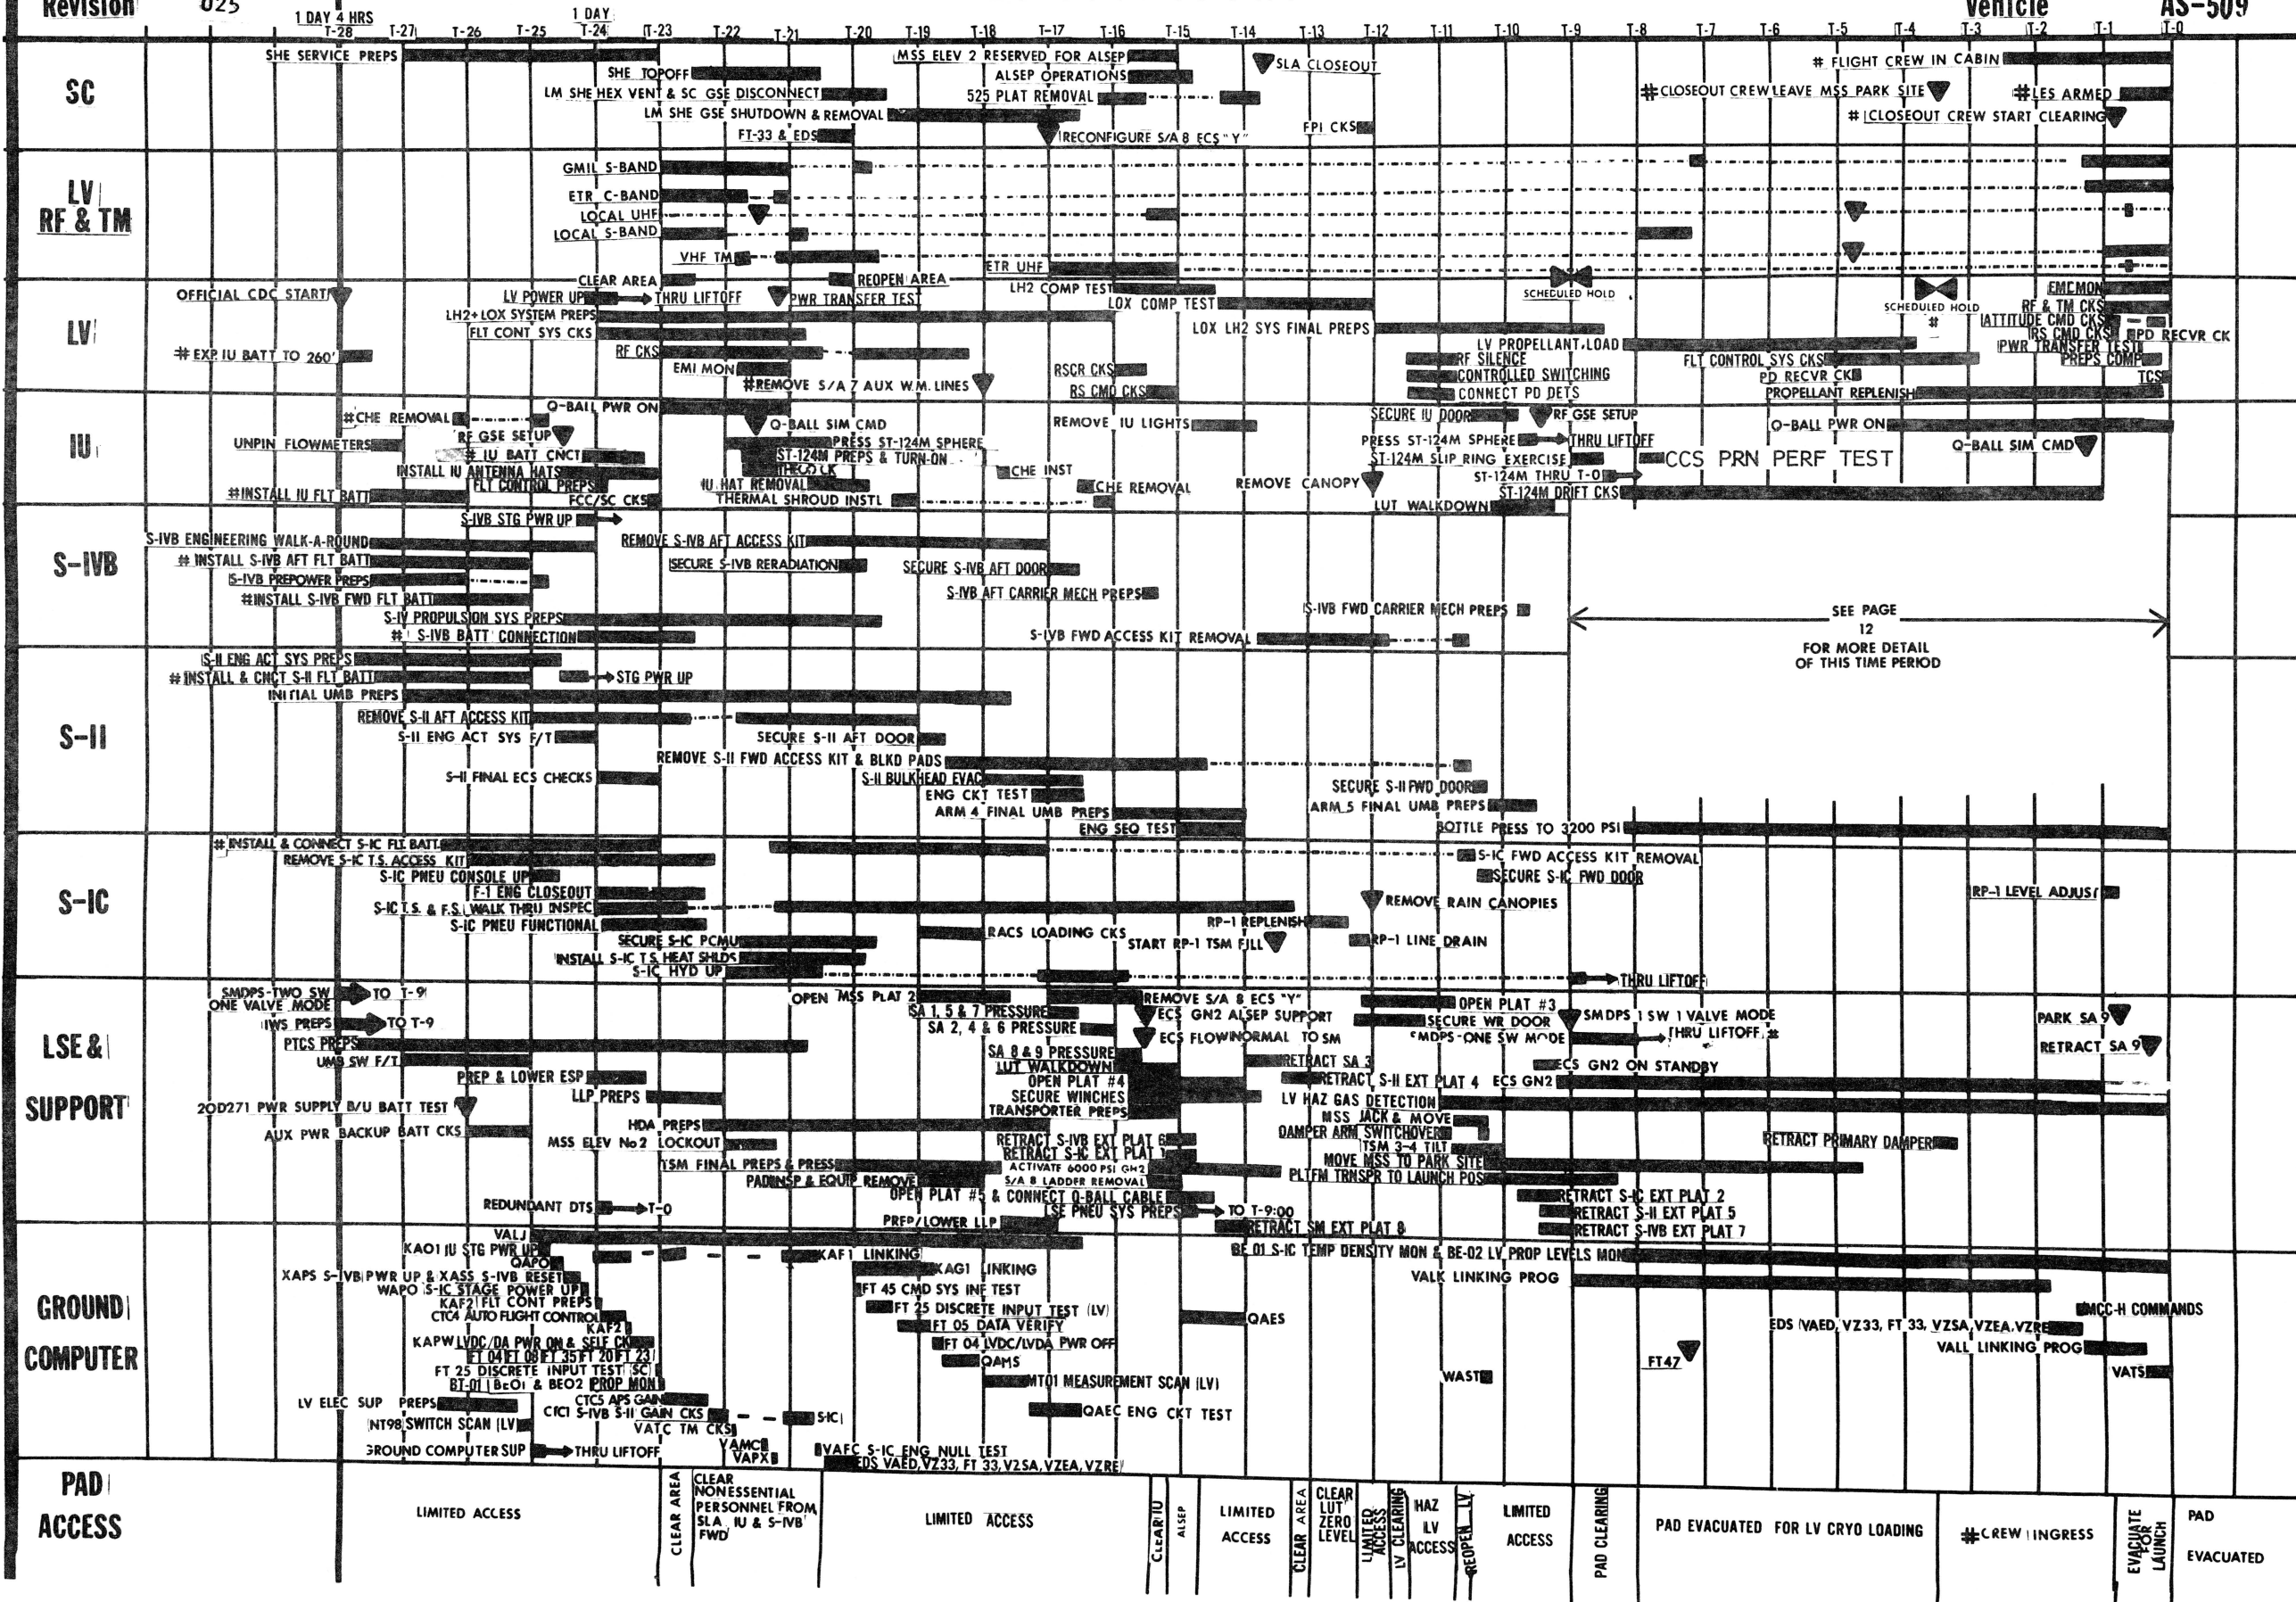 Revision 025
Vehicle AS-509
1 DAY 4 HRS
1 DAY
T-28 T-27 T-26 T-25 T-24 T-23 T-22 T-21 T-20 T-19 T-18 T-17 T-16 T-15 T-14 T-13 T-12 T-11 T-10 T-9 T-8 T-7 T-6 T-5 T-4 T-3 T-2 T-1 T-0
SC
SHE SERVICE PREPS
MSS ELEV 2 RESERVED FOR ALSEP
SLA CLOSEOUT
# FLIGHT CREW IN CABIN
SHE TOPOFF
ALSEP OPERATIONS
LM SHE HEX VENT & SC GSE DISCONNECT
525 PLAT REMOVAL
#CLOSEOUT CREW LEAVE MSS PARK SITE
#LES ARMED
LM SHE GSE SHUTDOWN & REMOVAL
# CLOSEOUT CREW START CLEARING
FT-33 & EDS
RECONFIGURE S/A 8 ECS "Y"
FPI CKS
LV RF & TM
GMIL S-BAND
ETR C-BAND
LOCAL UHF
LOCAL S-BAND
VHF TM
ETR UHF
LV
CLEAR AREA
REOPEN AREA
OFFICIAL CDC START
LV POWER UP
THRU LIFTOFF
PWR TRANSFER TEST
LH2 COMP TEST
LOX COMP TEST
SCHEDULED HOLD
SCHEDULED HOLD
#
EMCMON
RF & TM CKS
LH2+LOX SYSTEM PREPS
ATTITUDE CMD CKS
FLT CONT SYS CKS
LOX LH2 SYS FINAL PREPS
RS CMD CKS
PD RECVR CK
# EXP. IU BATT TO 260'
RF CKS
LV PROPELLANT LOAD
PWR TRANSFER TEST
RF SILENCE
FLT CONTROL SYS CKS
PREPS COMP
EMI MON
RSCR CKS
CONTROLLED SWITCHING
PD RECVR CK
TCS
#REMOVE S/A 7 AUX W.M. LINES
RS CMD CKS
CONNECT PD DETS
PROPELLANT REPLENISH
IU
Q-BALL PWR ON
#CHE REMOVAL
Q-BALL SIM CMD
REMOVE IU LIGHTS
SECURE IU DOOR
RF GSE SETUP
Q-BALL PWR ON
RF GSE SETUP
UNPIN FLOWMETERS
PRESS ST-124M SPHERE
PRESS ST-124M SPHERE
THRU LIFTOFF
Q-BALL SIM CMD
# IU BATT CNCT
ST-124M PREPS & TURN-ON
ST-124M SLIP RING EXERCISE
CCS PRN PERF TEST
INSTALL IU ANTENNA HATS
CHE INST
ST-124M THRU T-0
FLT CONTROL PREPS
IU HAT REMOVAL
CHE REMOVAL
REMOVE CANOPY
#INSTALL IU FLT BATT
FCC/SC CKS
THERMAL SHROUD INSTL
ST-124M DRIFT CKS
LUT WALKDOWN
S-IVB
S-IVB STG PWR UP
S-IVB ENGINEERING WALK-A-ROUND
REMOVE S-IVB AFT ACCESS KIT
# INSTALL S-IVB AFT FLT BATT
SECURE S-IVB RERADIATION
SECURE S-IVB AFT DOOR
S-IVB PREPOWER PREPS
#INSTALL S-IVB FWD FLT BATT
S-IVB AFT CARRIER MECH PREPS
S-IVB FWD CARRIER MECH PREPS
S-IV PROPULSION SYS PREPS
# S-IVB BATT CONNECTION
S-IVB FWD ACCESS KIT REMOVAL
SEE PAGE
12
FOR MORE DETAIL
OF THIS TIME PERIOD
S-II
S-II ENG ACT SYS PREPS
# INSTALL & CNCT S-II FLT BATT
STG PWR UP
INITIAL UMB PREPS
REMOVE S-II AFT ACCESS KIT
S-II ENG ACT SYS F/T
SECURE S-II AFT DOOR
REMOVE S-II FWD ACCESS KIT & BLKD PADS
S-II FINAL ECS CHECKS
S-II BULKHEAD EVAC
SECURE S-II FWD DOOR
ENG CKT TEST
ARM 4 FINAL UMB PREPS
ARM 5 FINAL UMB PREPS
ENG SEQ TEST
BOTTLE PRESS TO 3200 PSI
S-IC
# INSTALL & CONNECT S-IC FLT BATT.
REMOVE S-IC T.S. ACCESS KIT
S-IC FWD ACCESS KIT REMOVAL
S-IC PNEU CONSOLE UP
SECURE S-IC FWD DOOR
F-1 ENG CLOSEOUT
RP-1 LEVEL ADJUST
S-IC T.S. & F.S. WALK THRU INSPEC
REMOVE RAIN CANOPIES
S-IC PNEU FUNCTIONAL
RP-1 REPLENISH
SECURE S-IC PCMU
RACS LOADING CKS
START RP-1 TSM FILL
RP-1 LINE DRAIN
INSTALL S-IC T.S. HEAT SHLDS
S-IC HYD UP
THRU LIFTOFF
LSE & SUPPORT
SMDPS-TWO SW ONE VALVE MODE
TO T-9
OPEN MSS PLAT 2
REMOVE S/A 8 ECS "Y"
OPEN PLAT #3
SA 1, 5 & 7 PRESSURE
ECS GN2 ALSEP SUPPORT
SMDPS 1 SW 1 VALVE MODE
PARK SA 9
IWS PREPS
TO T-9
SA 2, 4 & 6 PRESSURE
SECURE WR DOOR
ECS FLOW NORMAL TO SM
SMDPS-ONE SW MODE
THRU LIFTOFF #
PTCS PREPS
RETRACT SA 9
UMB SW F/T
SA 8 & 9 PRESSURE
RETRACT SA 3
ECS GN2 ON STANDBY
LUT WALKDOWN
PREP & LOWER ESP
OPEN PLAT #4
RETRACT S-II EXT PLAT 4
ECS GN2
LLP PREPS
SECURE WINCHES
LV HAZ GAS DETECTION
20D271 PWR SUPPLY B/U BATT TEST
TRANSPORTER PREPS
MSS JACK & MOVE
AUX PWR BACKUP BATT CKS
HDA PREPS
DAMPER ARM SWITCHOVER
MSS ELEV No2 LOCKOUT
RETRACT S-IVB EXT PLAT 6
RETRACT PRIMARY DAMPER
RETRACT S-IC EXT PLAT 1
TSM 3-4 TILT
TSM FINAL PREPS & PRESS
ACTIVATE 6000 PSI GN2
MOVE MSS TO PARK SITE
PAD INSP & EQUIP REMOVE
S/A 8 LADDER REMOVAL
PLTFM TRNSPR TO LAUNCH POS
OPEN PLAT #5 & CONNECT Q-BALL CABLE
RETRACT S-IC EXT PLAT 2
REDUNDANT DTS
T-0
LSE PNEU SYS PREPS
TO T-9:00
RETRACT S-II EXT PLAT 5
PREP/LOWER LLP
RETRACT SM EXT PLAT 8
RETRACT S-IVB EXT PLAT 7
GROUND COMPUTER
VALJ
KAO1 IU STG PWR UP
KAF1 LINKING
BE 01 S-IC TEMP DENSITY MON & BE-02 LV PROP LEVELS MON
QAPO
XAPS S-IVB PWR UP & XASS S-IVB RESET
KAG1 LINKING
VALK LINKING PROG
WAPO S-IC STAGE POWER UP
FT 45 CMD SYS INF TEST
KAF2 FLT CONT PREPS
FT 25 DISCRETE INPUT TEST (LV)
MCC-H COMMANDS
CTC4 AUTO FLIGHT CONTROL
QAES
KAF2
FT 05 DATA VERIFY
EDS VAED, VZ33, FT 33, VZSA, VZEA, VZRE
KAPW LVDC/DA PWR ON & SELF CK
FT 04 LVDC/LVDA PWR OFF
VALL LINKING PROG
FT 04 FT 08 FT 35 FT 20 FT 23
QAMS
FT47
FT 25 DISCRETE INPUT TEST (SC)
VATS
BT-01 BEO1 & BEO2 PROP MON
MT01 MEASUREMENT SCAN (LV)
WAST
LV ELEC SUP PREPS
CTC5 APS GAIN
CTC1 S-IVB S-II GAIN CKS
S-IC
QAEC ENG CKT TEST
NT98 SWITCH SCAN (LV)
VATC TM CKS
GROUND COMPUTER SUP
THRU LIFTOFF
VAMC
VAPX
VAFC S-IC ENG NULL TEST
EDS VAED, VZ33, FT 33, VZSA, VZEA, VZRE
PAD ACCESS
LIMITED ACCESS
CLEAR AREA
CLEAR NONESSENTIAL PERSONNEL FROM SLA IU & S-IVB FWD
LIMITED ACCESS
CLEAR IU
ALSEP
LIMITED ACCESS
CLEAR AREA
CLEAR LUT ZERO LEVEL
LIMITED ACCESS
LV CLEARING
HAZ LV ACCESS
REOPEN LV
LIMITED ACCESS
PAD CLEARING
PAD EVACUATED FOR LV CRYO LOADING
#CREW INGRESS
EVACUATE FOR LAUNCH
PAD EVACUATED